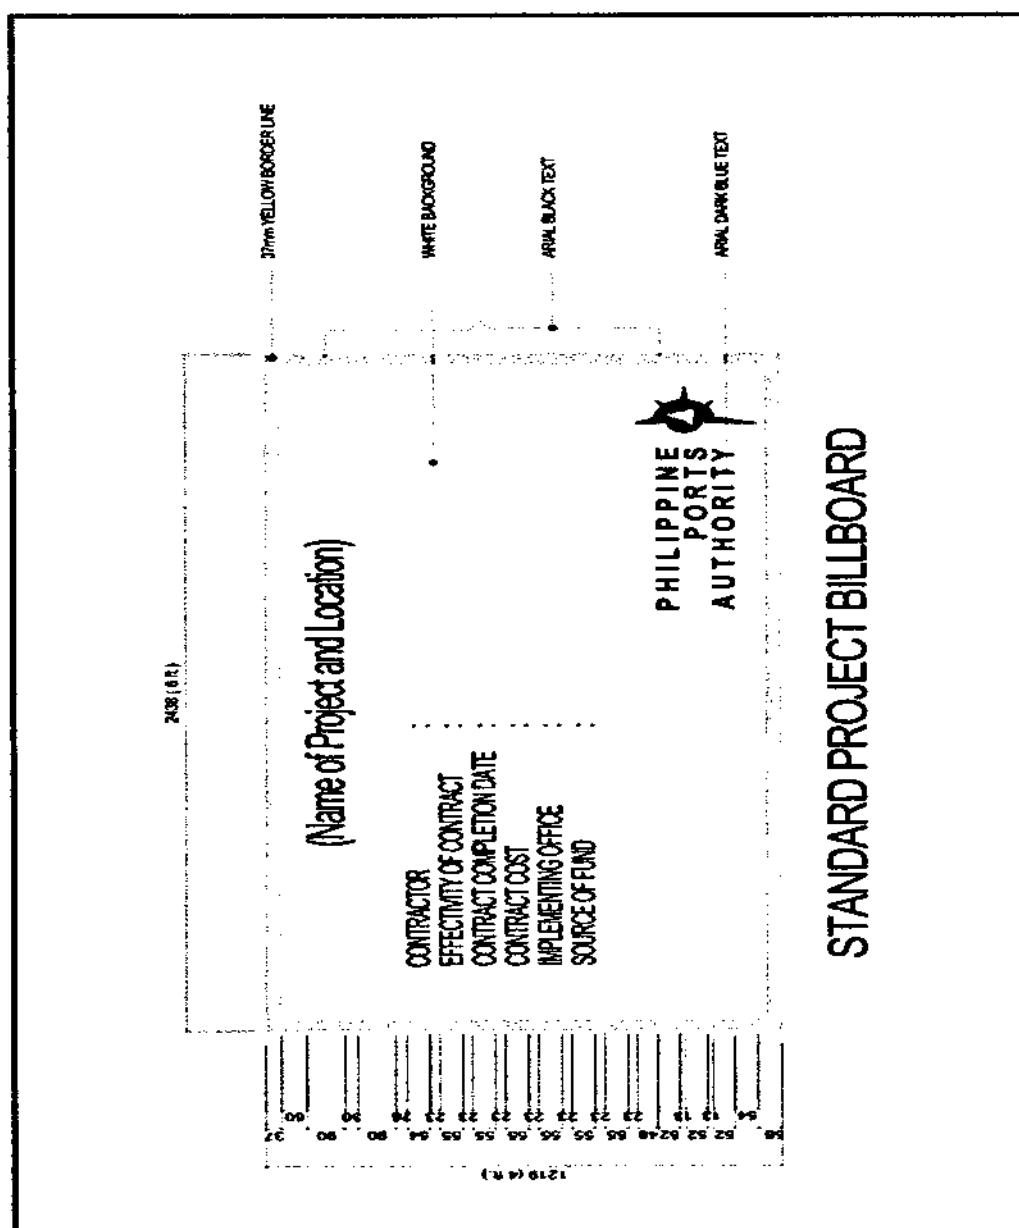 2438 (8 ft.)
37mm YELLOW BORDER LINE
WHITE BACKGROUND
ARIAL BLACK TEXT
ARIAL DARK BLUE TEXT
(Name of Project and Location)
CONTRACTOR :
EFFECTIVITY OF CONTRACT :
CONTRACT COMPLETION DATE :
CONTRACT COST :
IMPLEMENTING OFFICE :
SOURCE OF FUND :
PHILIPPINE
PORTS
AUTHORITY
1219 (4 ft.)
STANDARD PROJECT BILLBOARD